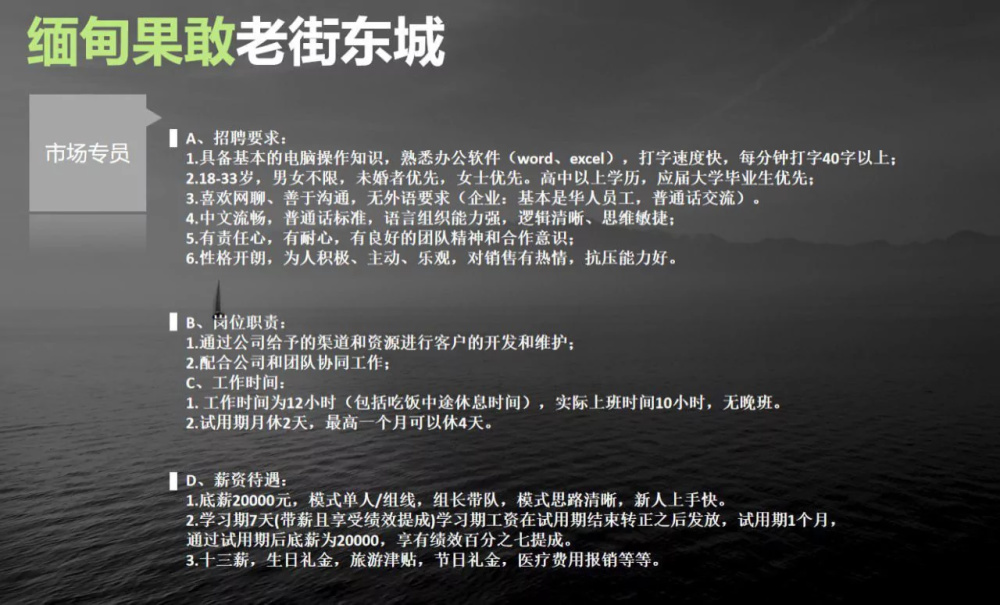 缅甸果敢老街东城
市场专员
A、招聘要求：
1.具备基本的电脑操作知识，熟悉办公软件（word、excel），打字速度快，每分钟打字40字以上；
2.18-33岁，男女不限，未婚者优先，女士优先。高中以上学历，应届大学毕业生优先；
3.喜欢网聊、善于沟通，无外语要求（企业：基本是华人员工，普通话交流）。
4.中文流畅，普通话标准，语言组织能力强，逻辑清晰、思维敏捷；
5.有责任心，有耐心，有良好的团队精神和合作意识；
6.性格开朗，为人积极、主动、乐观，对销售有热情，抗压能力好。
B、岗位职责：
1.通过公司给予的渠道和资源进行客户的开发和维护；
2.配合公司和团队协同工作；
C、工作时间：
1. 工作时间为12小时（包括吃饭中途休息时间），实际上班时间10小时，无晚班。
2.试用期月休2天，最高一个月可以休4天。
D、薪资待遇：
1.底薪20000元，模式单人/组线，组长带队，模式思路清晰，新人上手快。
2.学习期7天(带薪且享受绩效提成)学习期工资在试用期结束转正之后发放，试用期1个月，
通过试用期后底薪为20000，享有绩效百分之七提成。
3.十三薪，生日礼金，旅游津贴，节日礼金，医疗费用报销等等。